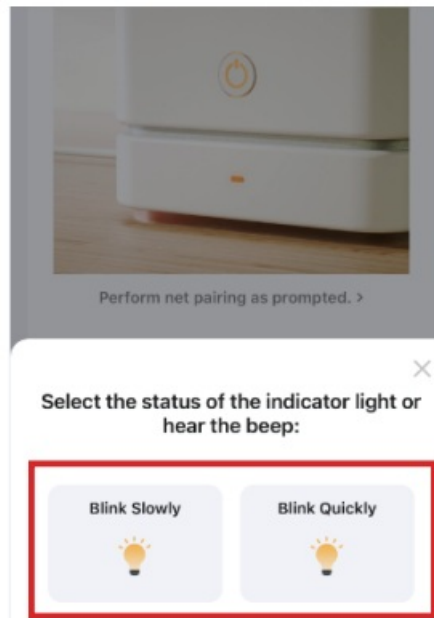 Perform net pairing as prompted. >
Select the status of the indicator light or
hear the beep:
Blink Slowly
Blink Quickly